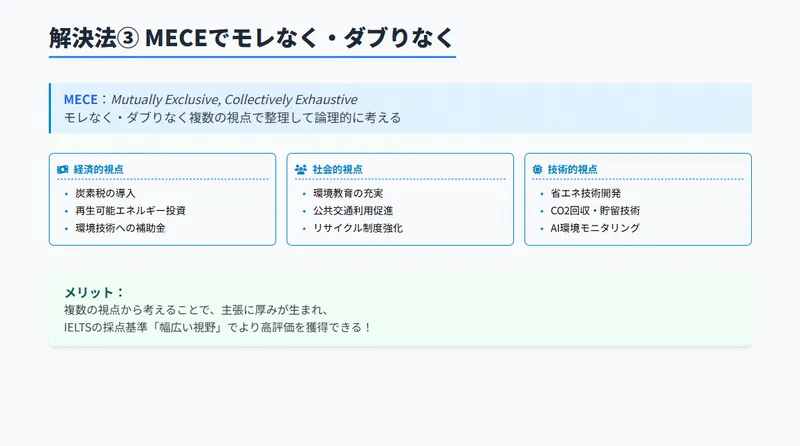 解決法③ MECEでモレなく・ダブりなく
MECE：Mutually Exclusive, Collectively Exhaustive
モレなく・ダブりなく複数の視点で整理して論理的に考える
経済的視点
・炭素税の導入
・再生可能エネルギー投資
・環境技術への補助金
社会的視点
・環境教育の充実
・公共交通利用促進
・リサイクル制度強化
技術的視点
・省エネ技術開発
・CO2回収・貯留技術
・AI環境モニタリング
メリット：
複数の視点から考えることで、主張に厚みが生まれ、
IELTSの採点基準「幅広い視野」でより高評価を獲得できる！